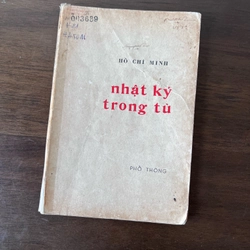 HỒ CHÍ MINH
nhật ký
trong tù
PHỔ THÔNG